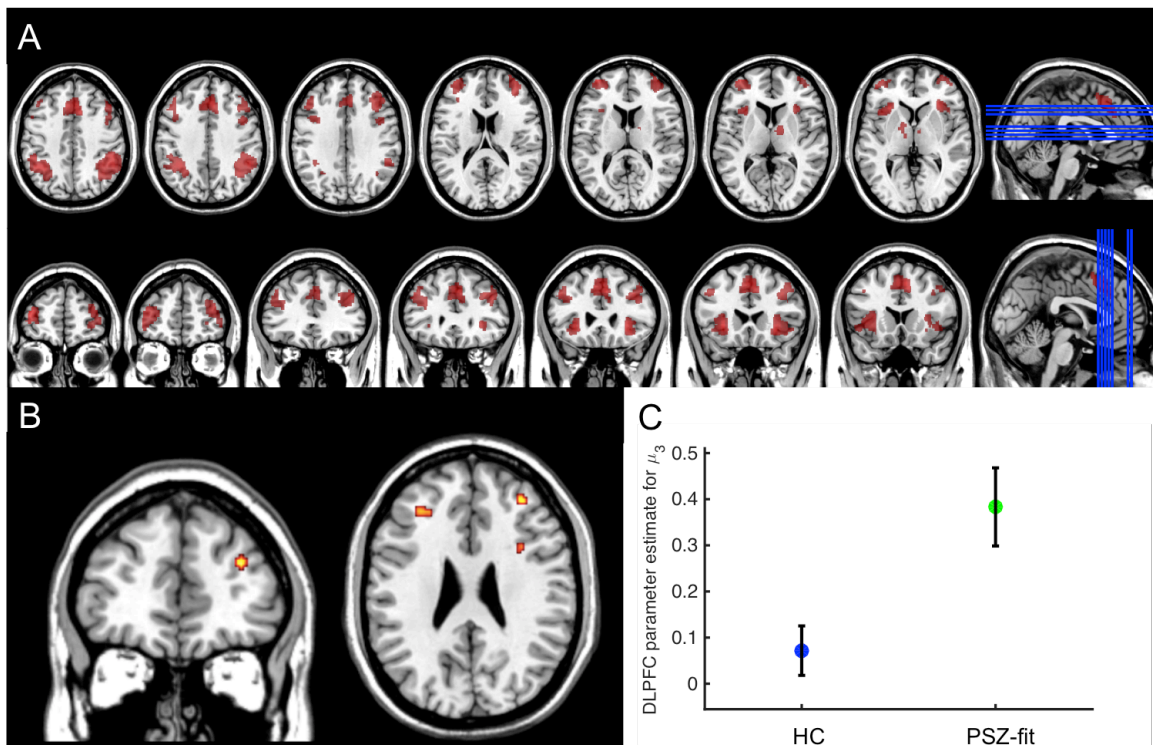 A
B
C
DLPFC parameter estimate for μ₃
0.5
0.4
0.3
0.2
0.1
0
HC
PSZ-fit